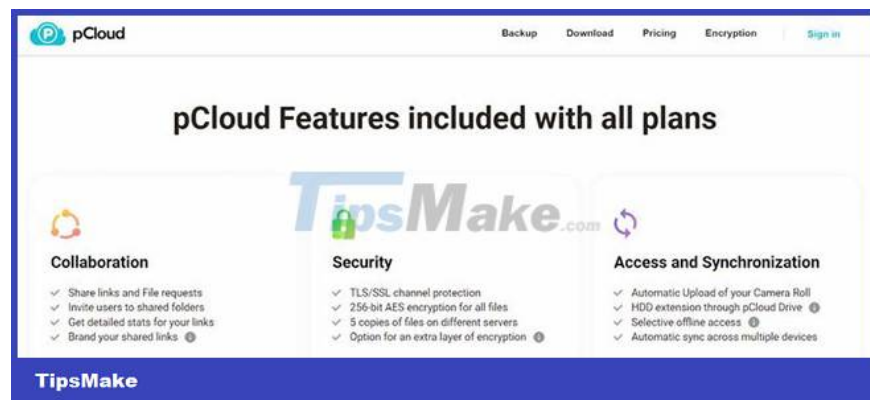 pCloud
Backup Download Pricing Encryption Sign in
pCloud Features included with all plans
TipsMake.com
Collaboration
Share links and File requests
Invite users to shared folders
Get detailed stats for your links
Brand your shared links
Security
TLS/SSL channel protection
256-bit AES encryption for all files
5 copies of files on different servers
Option for an extra layer of encryption
Access and Synchronization
Automatic Upload of your Camera Roll
HDD extension through pCloud Drive
Selective offline access
Automatic sync across multiple devices
TipsMake